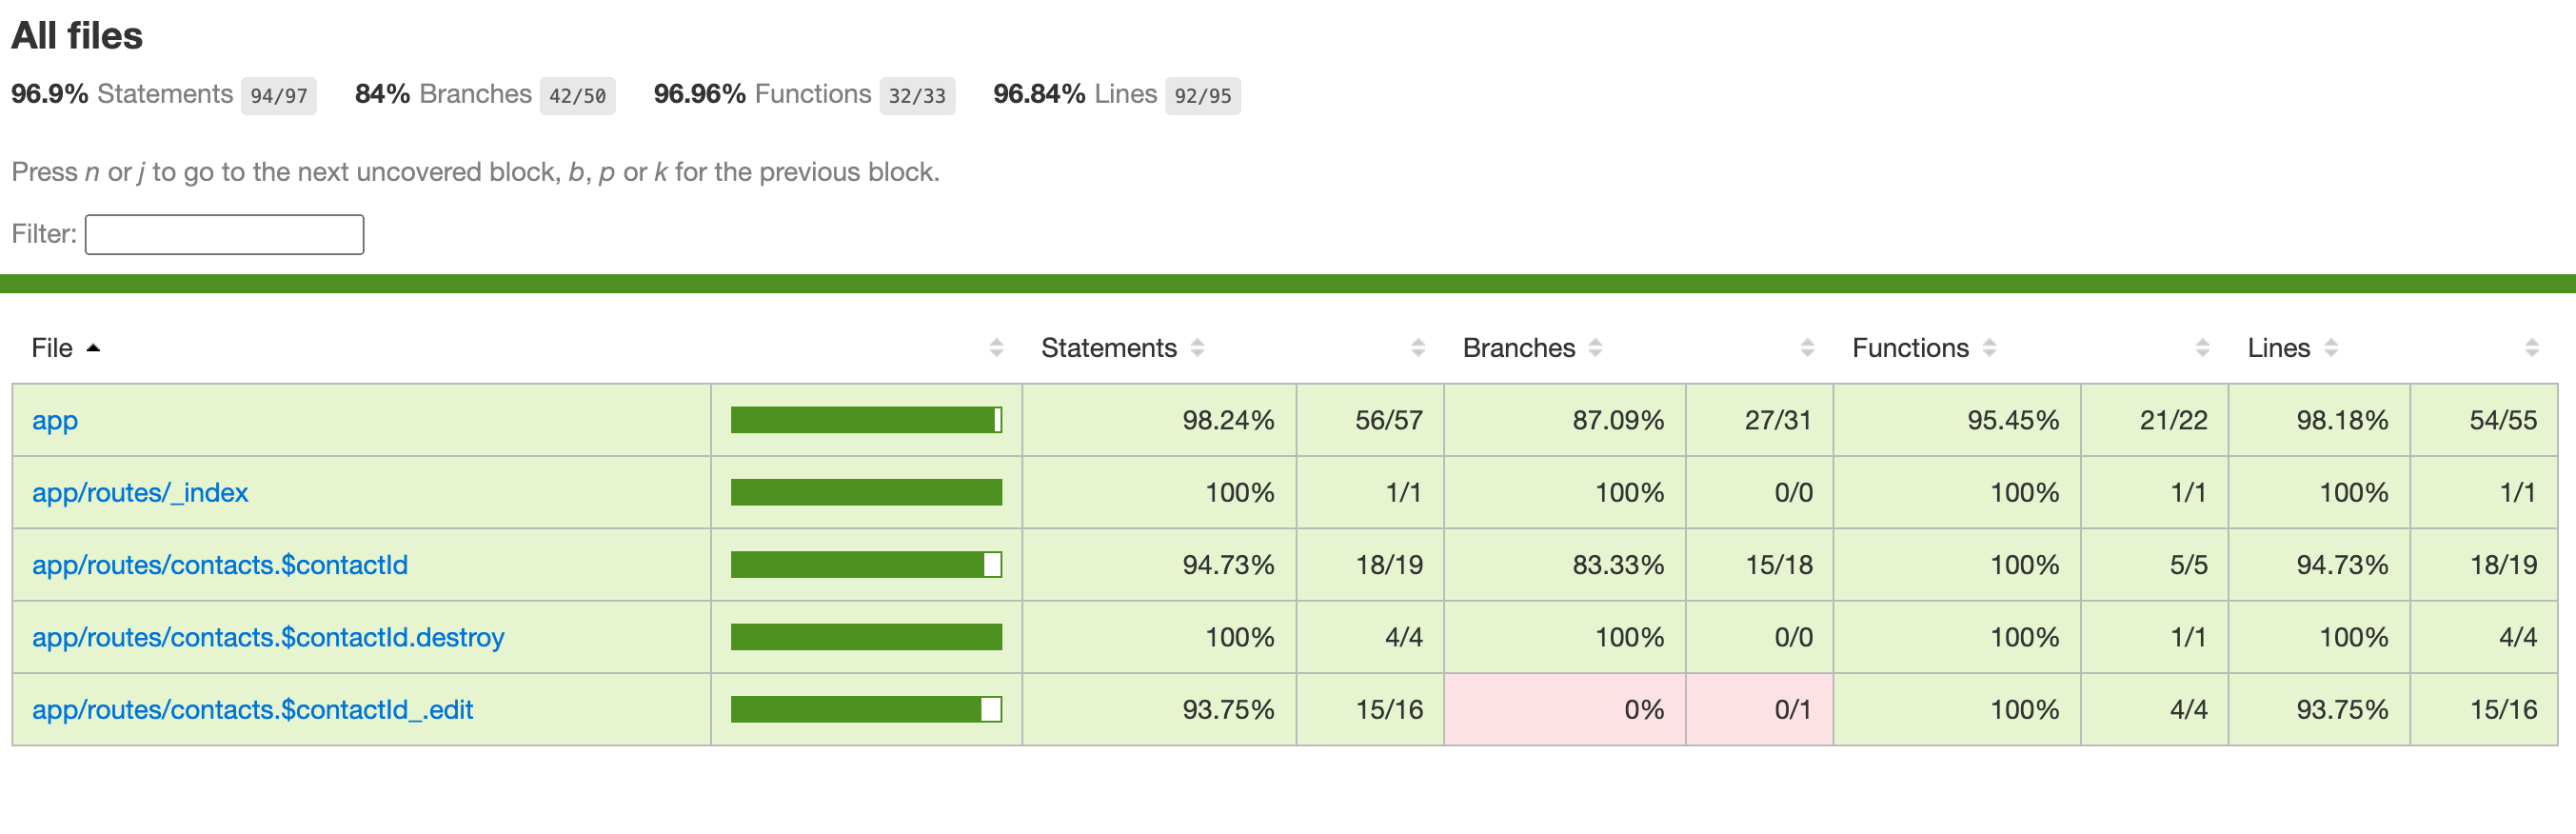 All files
96.9% Statements 94/97 84% Branches 42/50 96.96% Functions 32/33 96.84% Lines 92/95
Press n or j to go to the next uncovered block, b, p or k for the previous block.
Filter:
File Statements Branches Functions Lines
app 98.24% 56/57 87.09% 27/31 95.45% 21/22 98.18% 54/55
app/routes/_index 100% 1/1 100% 0/0 100% 1/1 100% 1/1
app/routes/contacts.$contactId 94.73% 18/19 83.33% 15/18 100% 5/5 94.73% 18/19
app/routes/contacts.$contactId.destroy 100% 4/4 100% 0/0 100% 1/1 100% 4/4
app/routes/contacts.$contactId_.edit 93.75% 15/16 0% 0/1 100% 4/4 93.75% 15/16